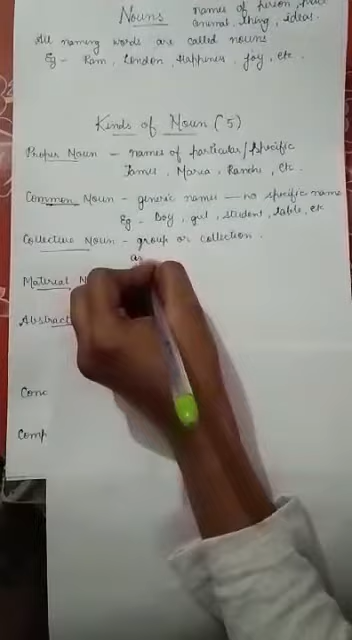 Nouns names of person, place
animal, thing, ideas.
All naming words are called nouns
Eg - Ram, London, Happiness, joy, etc.
Kinds of Noun (5)
Proper Noun - names of particular/specific
James, Maria, Ranchi, etc.
Common Noun - generic names - no specific name
Eg - Boy, girl, student, table, etc
Collective Noun - group or collection.
Material N
Abstract
Conc
Comp